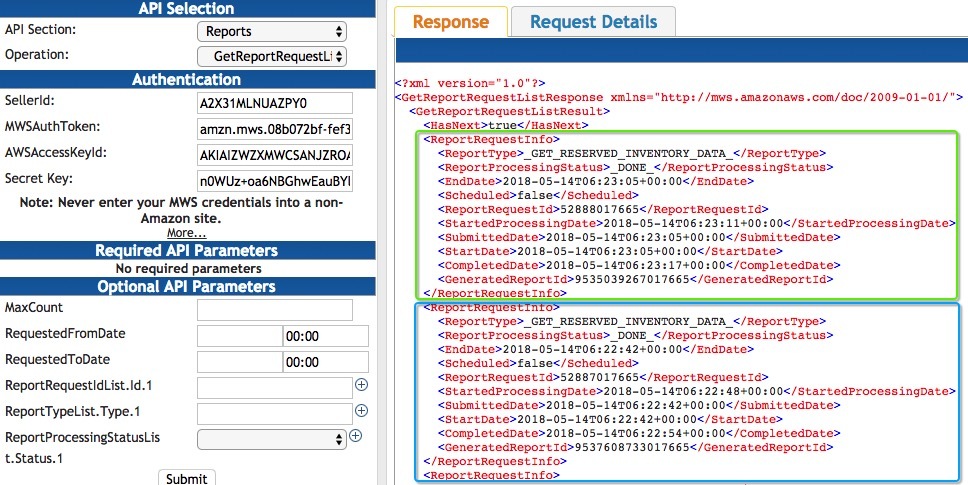 API Selection
API Section: Reports
Operation: GetReportRequestLi
Authentication
SellerId: A2X31MLNUAZPY0
MWSAuthToken: amzn.mws.08b072bf-fef3
AWSAccessKeyId: AKIAIZWZXMWCSANJZROA
Secret Key: n0WUz+oa6NBGhwEauBYI
Note: Never enter your MWS credentials into a non-
Amazon site.
More...
Required API Parameters
No required parameters
Optional API Parameters
MaxCount
RequestedFromDate 00:00
RequestedToDate 00:00
ReportRequestIdList.Id.1
ReportTypeList.Type.1
ReportProcessingStatusLis
t.Status.1
Submit
Response Request Details
<?xml version="1.0"?>
<GetReportRequestListResponse xmlns="http://mws.amazonaws.com/doc/2009-01-01/">
<GetReportRequestListResult>
<HasNext>true</HasNext>
<ReportRequestInfo>
<ReportType>_GET_RESERVED_INVENTORY_DATA_</ReportType>
<ReportProcessingStatus>_DONE_</ReportProcessingStatus>
<EndDate>2018-05-14T06:23:05+00:00</EndDate>
<Scheduled>false</Scheduled>
<ReportRequestId>52888017665</ReportRequestId>
<StartedProcessingDate>2018-05-14T06:23:11+00:00</StartedProcessingDate>
<SubmittedDate>2018-05-14T06:23:05+00:00</SubmittedDate>
<StartDate>2018-05-14T06:23:05+00:00</StartDate>
<CompletedDate>2018-05-14T06:23:17+00:00</CompletedDate>
<GeneratedReportId>9535039267017665</GeneratedReportId>
</ReportRequestInfo>
<ReportRequestInfo>
<ReportType>_GET_RESERVED_INVENTORY_DATA_</ReportType>
<ReportProcessingStatus>_DONE_</ReportProcessingStatus>
<EndDate>2018-05-14T06:22:42+00:00</EndDate>
<Scheduled>false</Scheduled>
<ReportRequestId>52887017665</ReportRequestId>
<StartedProcessingDate>2018-05-14T06:22:48+00:00</StartedProcessingDate>
<SubmittedDate>2018-05-14T06:22:42+00:00</SubmittedDate>
<StartDate>2018-05-14T06:22:42+00:00</StartDate>
<CompletedDate>2018-05-14T06:22:54+00:00</CompletedDate>
<GeneratedReportId>9537608733017665</GeneratedReportId>
</ReportRequestInfo>
<ReportRequestInfo>